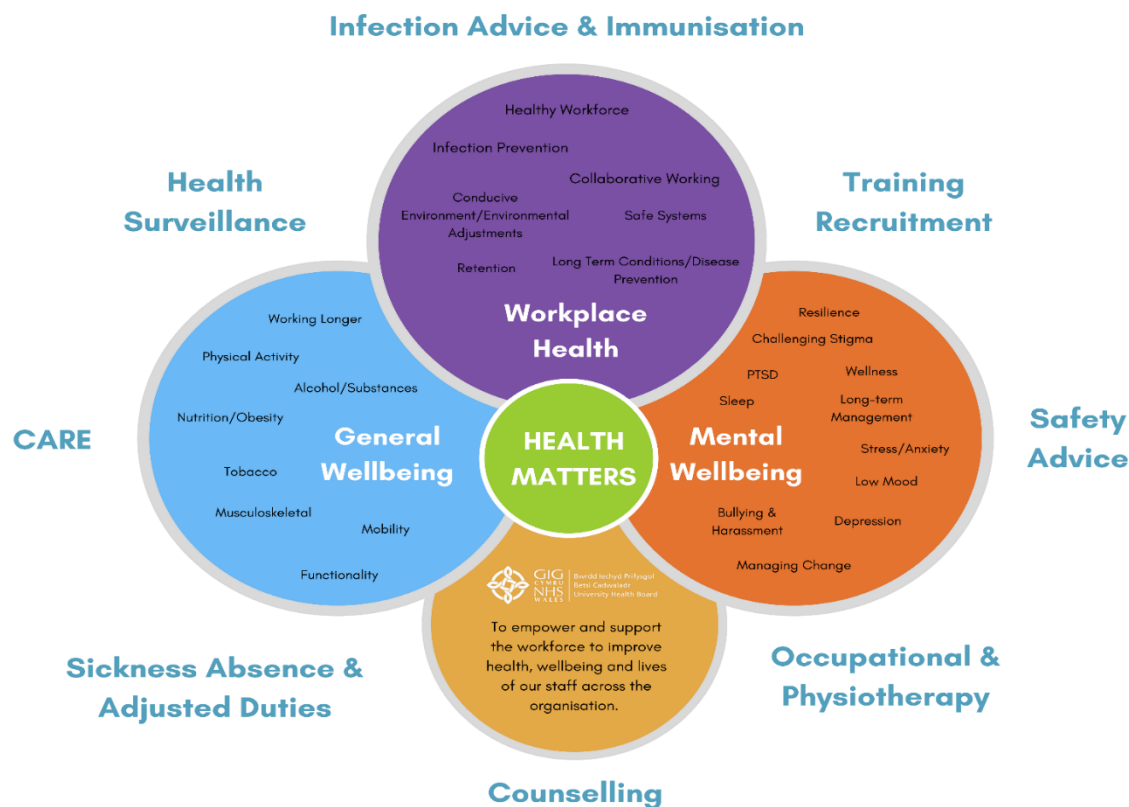 Infection Advice & Immunisation
Health
Surveillance
Training
Recruitment
CARE
Safety
Advice
Sickness Absence &
Adjusted Duties
Occupational &
Physiotherapy
Counselling
Healthy Workforce
Infection Prevention
Collaborative Working
Conducive
Environment/Environmental
Adjustments
Safe Systems
Retention
Long Term Conditions/Disease
Prevention
Workplace
Health
Working Longer
Physical Activity
Alcohol/Substances
Nutrition/Obesity
General
Wellbeing
Tobacco
Musculoskeletal
Mobility
Functionality
HEALTH
MATTERS
Resilience
Challenging Stigma
PTSD
Wellness
Sleep
Long-term
Management
Mental
Wellbeing
Stress/Anxiety
Low Mood
Bullying &
Harassment
Depression
Managing Change
GIG
CYMRU
NHS
WALES
Bwrdd Iechyd Prifysgol
Betsi Cadwaladr
University Health Board
To empower and support
the workforce to improve
health, wellbeing and lives
of our staff across the
organisation.